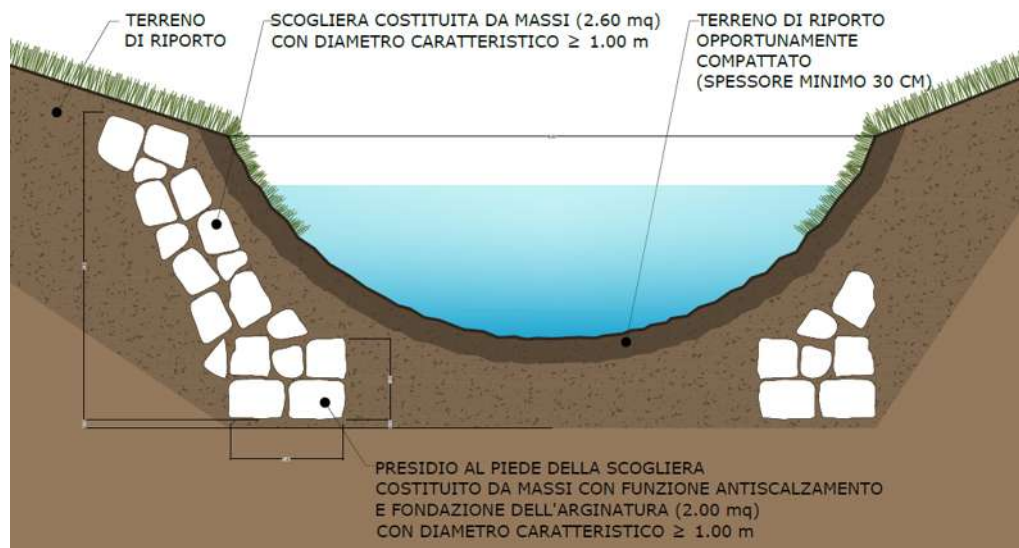 TERRENO
DI RIPORTO
SCOGLIERA COSTITUITA DA MASSI (2.60 mq)
CON DIAMETRO CARATTERISTICO ≥ 1.00 m
TERRENO DI RIPORTO
OPPORTUNAMENTE
COMPATTATO
(SPESSORE MINIMO 30 CM)
PRESIDIO AL PIEDE DELLA SCOGLIERA
COSTITUITO DA MASSI CON FUNZIONE ANTISCALZAMENTO
E FONDAZIONE DELL'ARGINATURA (2.00 mq)
CON DIAMETRO CARATTERISTICO ≥ 1.00 m